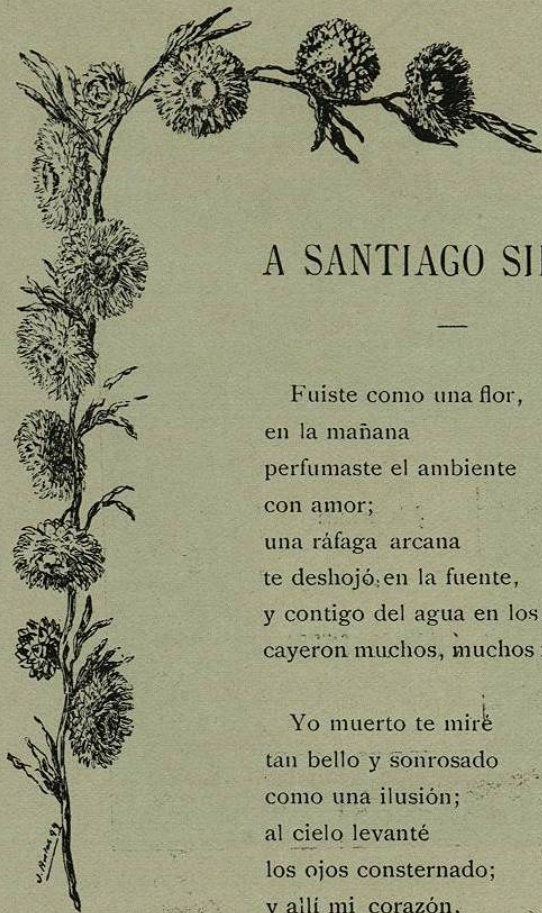 A SANTIAGO
Fuiste como una flor,
en la mañana
perfumaste el ambiente
con amor;
una ráfaga arcana
te deshojó en la fuente,
y contigo del agua en los
cayeron muchos, muchos
Yo muerto te miré
tan bello y sonrosado
como una ilusión;
al cielo levanté
los ojos consternado;
y allí mi corazón,